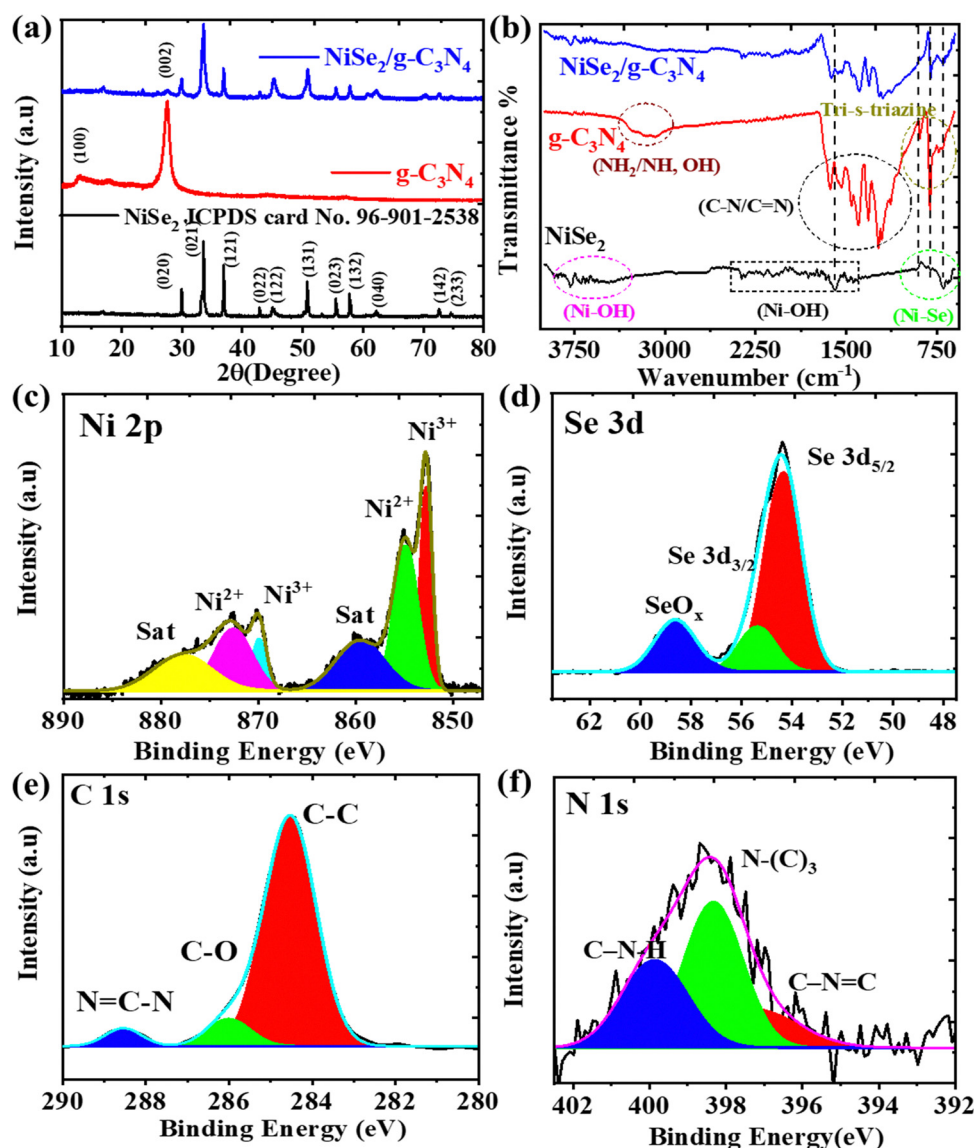 (a)
NiSe2/g-C3N4
(002)
(100)
g-C3N4
NiSe2 JCPDS card No. 96-901-2538
(020)
(021)
(121)
(022)
(122)
(131)
(023)
(132)
(040)
(142)
(233)
10 20 30 40 50 60 70 80
2θ(Degree)
Intensity (a.u)
(b)
NiSe2/g-C3N4
Tri-s-triazine
g-C3N4
(NH2/NH, OH)
(C-N/C=N)
NiSe2
(Ni-OH)
(Ni-OH)
(Ni-Se)
3750 3000 2250 1500 750
Wavenumber (cm-1)
Transmittance %
(c)
Ni 2p
Ni3+
Ni2+
Sat
Ni3+
Ni2+
Sat
890 880 870 860 850
Binding Energy (eV)
Intensity (a.u)
(d)
Se 3d
Se 3d5/2
Se 3d3/2
SeOx
62 60 58 56 54 52 50 48
Binding Energy (eV)
Intensity (a.u)
(e)
C 1s
C-C
C-O
N=C-N
290 288 286 284 282 280
Binding Energy (eV)
Intensity (a.u)
(f)
N 1s
N-(C)3
C–N-H
C–N=C
402 400 398 396 394 392
Binding Energy(eV)
Intensity (a.u)